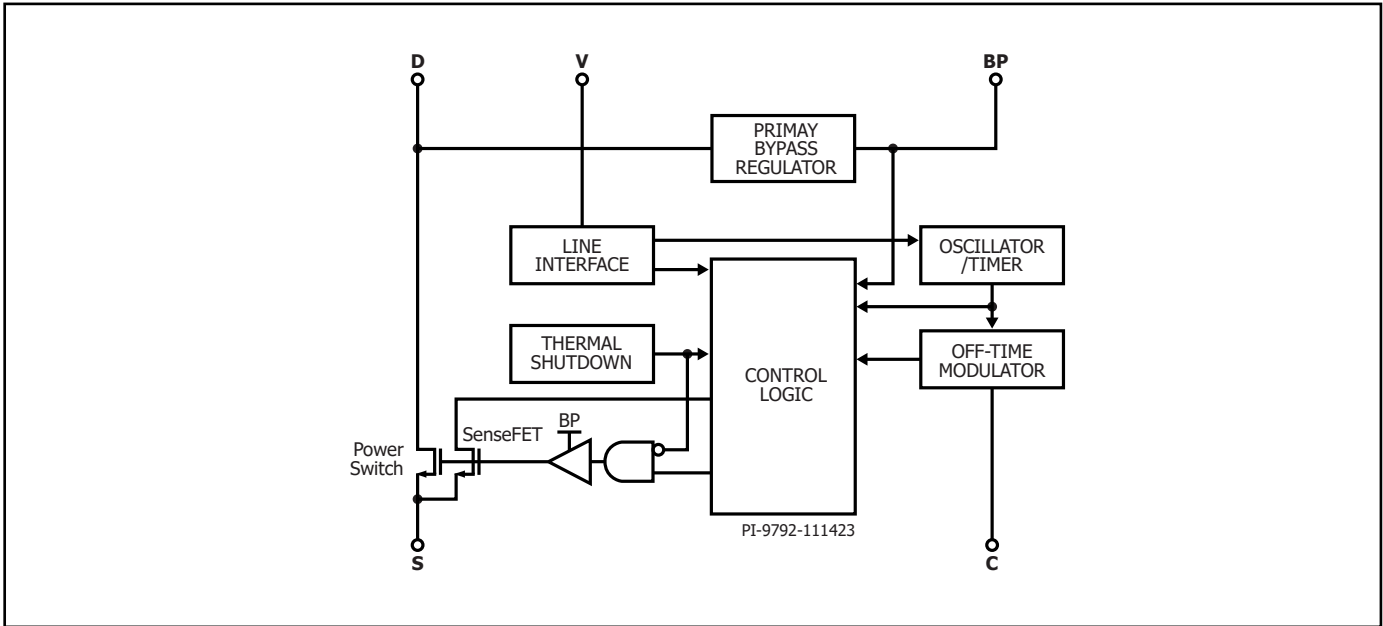 D
V
BP
PRIMAY
BYPASS
REGULATOR
LINE
INTERFACE
OSCILLATOR
/TIMER
THERMAL
SHUTDOWN
CONTROL
LOGIC
OFF-TIME
MODULATOR
BP
SenseFET
Power
Switch
PI-9792-111423
S
C